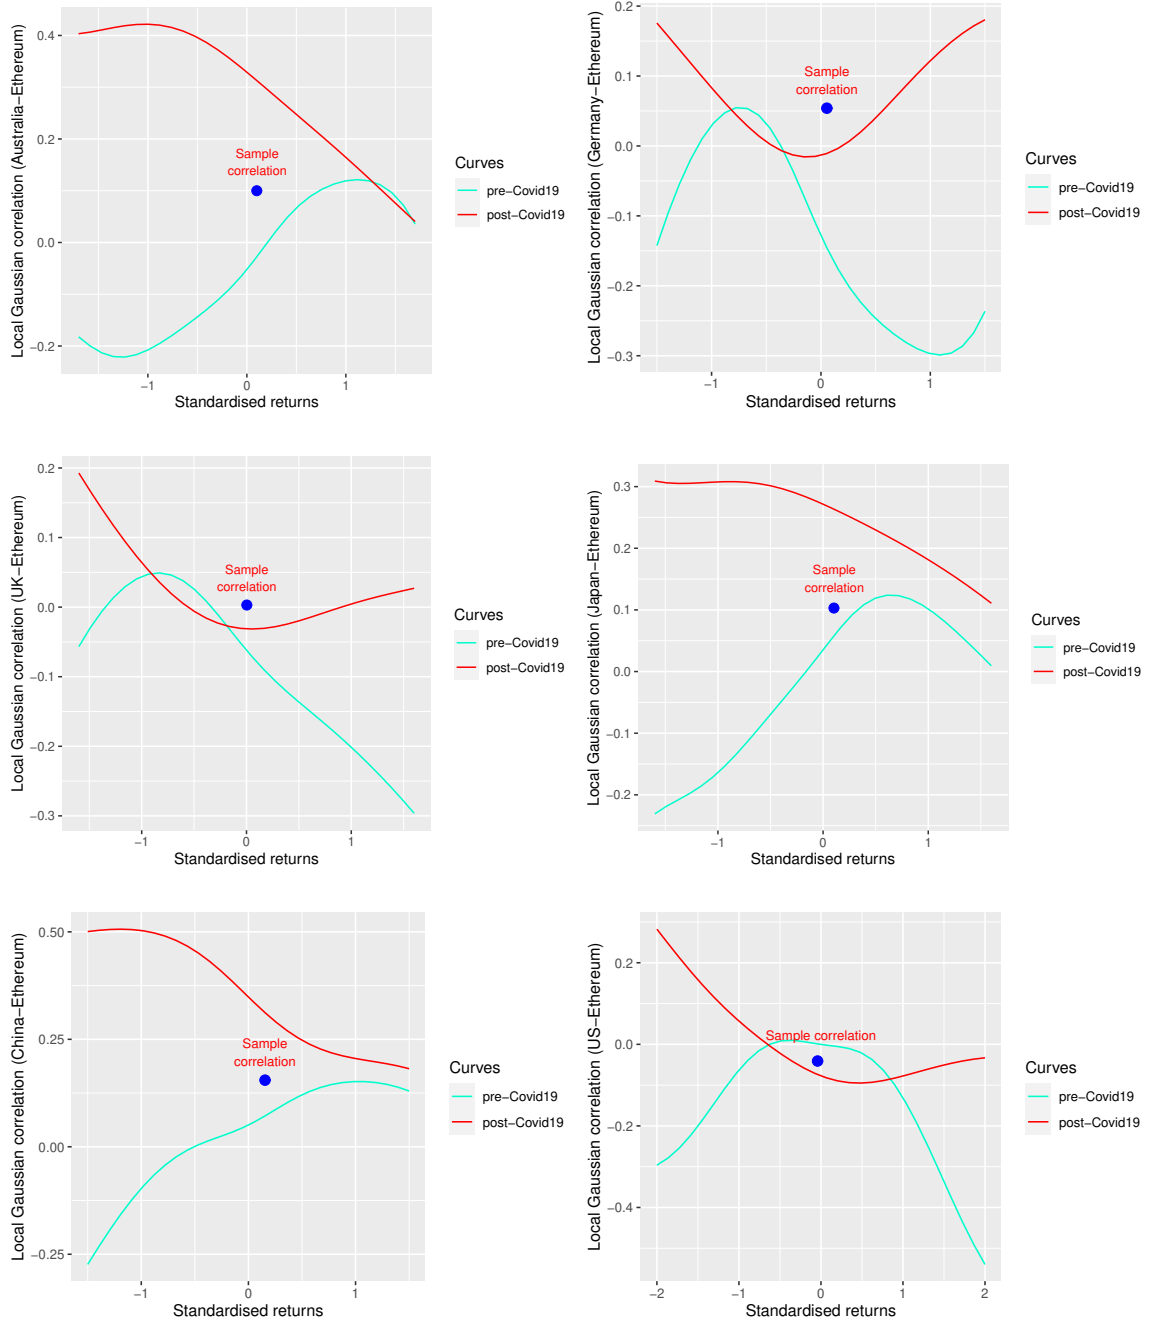 Local Gaussian correlation (Australia−Ethereum)
0.4
0.2
0.0
−0.2
Sample
correlation
−1
0
1
Standardised returns
Curves
pre−Covid19
post−Covid19
Local Gaussian correlation (Germany−Ethereum)
0.2
0.1
0.0
−0.1
−0.2
−0.3
Sample
correlation
−1
0
1
Standardised returns
Curves
pre−Covid19
post−Covid19
Local Gaussian correlation (UK−Ethereum)
0.2
0.1
0.0
−0.1
−0.2
−0.3
Sample
correlation
−1
0
1
Standardised returns
Curves
pre−Covid19
post−Covid19
Local Gaussian correlation (Japan−Ethereum)
0.3
0.2
0.1
0.0
−0.1
−0.2
Sample
correlation
−1
0
1
Standardised returns
Curves
pre−Covid19
post−Covid19
Local Gaussian correlation (China−Ethereum)
0.50
0.25
0.00
−0.25
Sample
correlation
−1
0
1
Standardised returns
Curves
pre−Covid19
post−Covid19
Local Gaussian correlation (US−Ethereum)
0.2
0.0
−0.2
−0.4
Sample correlation
−2
−1
0
1
2
Standardised returns
Curves
pre−Covid19
post−Covid19